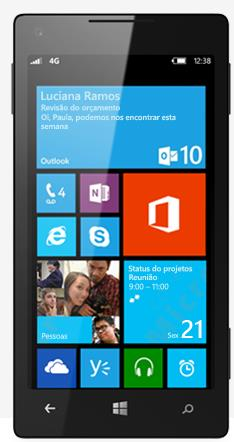 4G 12:38
Luciana Ramos
Revisão do orçamento
Oi, Paula, podemos nos encontrar esta
semana
Outlook 10
4
Status do projetos
Reunião
9:00 – 11:00
Pessoas
Sex 21